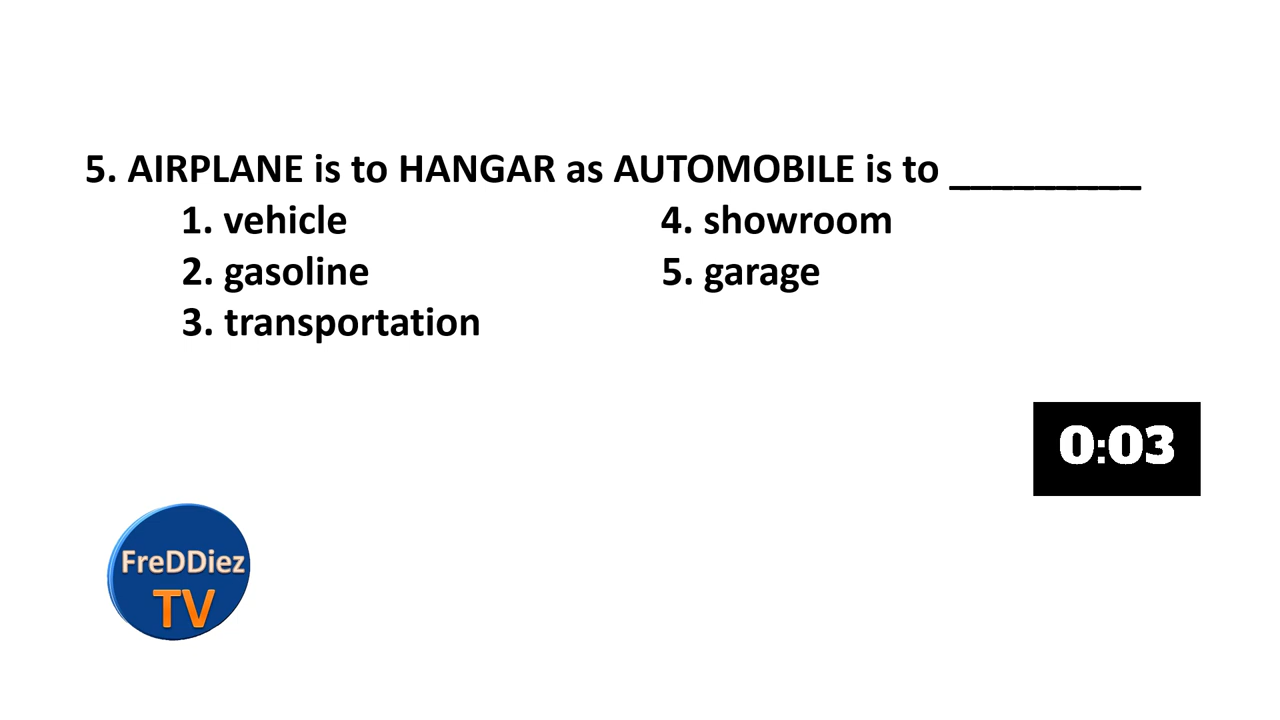 5. AIRPLANE is to HANGAR as AUTOMOBILE is to _________
1. vehicle 4. showroom
2. gasoline 5. garage
3. transportation
0:03
FreDDiez
TV